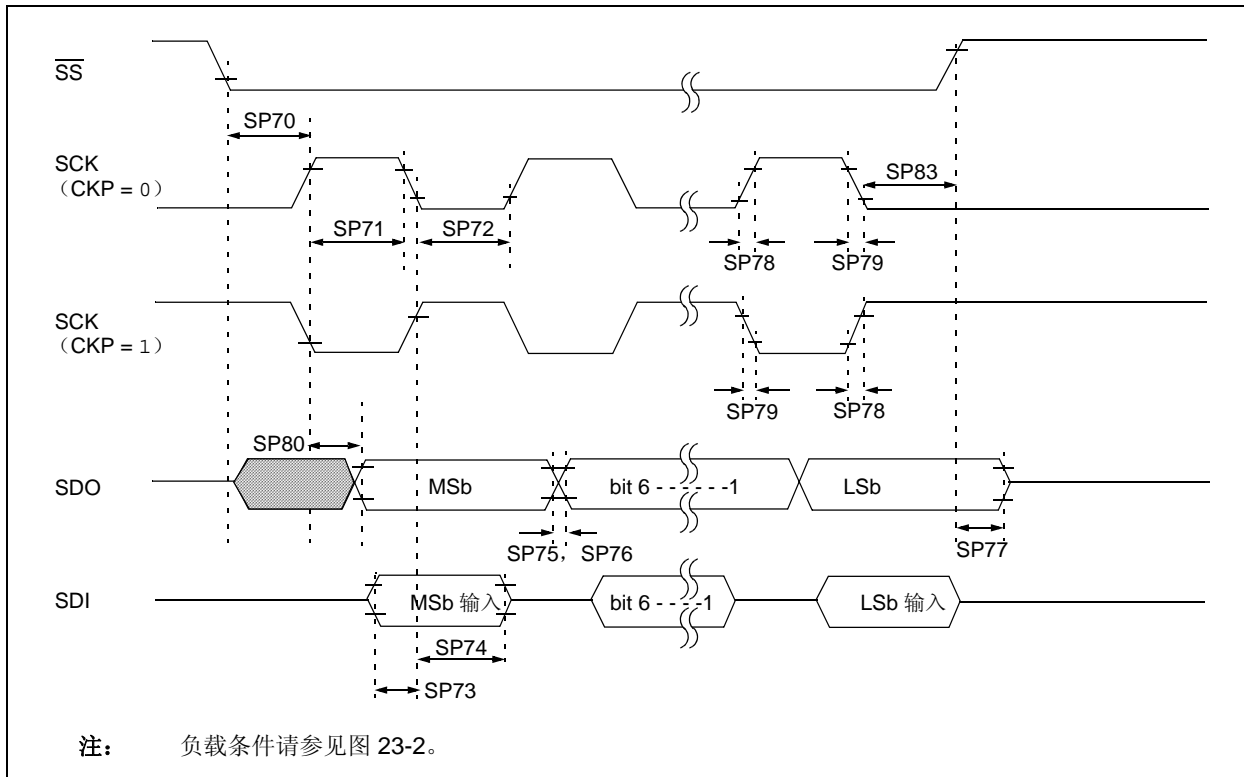 SS
SP70
SCK
（CKP = 0）
SP83
SP71
SP72
SP78
SP79
SCK
（CKP = 1）
SP79
SP78
SP80
SDO
MSb
bit 6 - - - - - -1
LSb
SP75， SP76
SP77
SDI
MSb 输入
bit 6 - - - -1
LSb 输入
SP74
SP73
注： 负载条件请参见图 23-2。